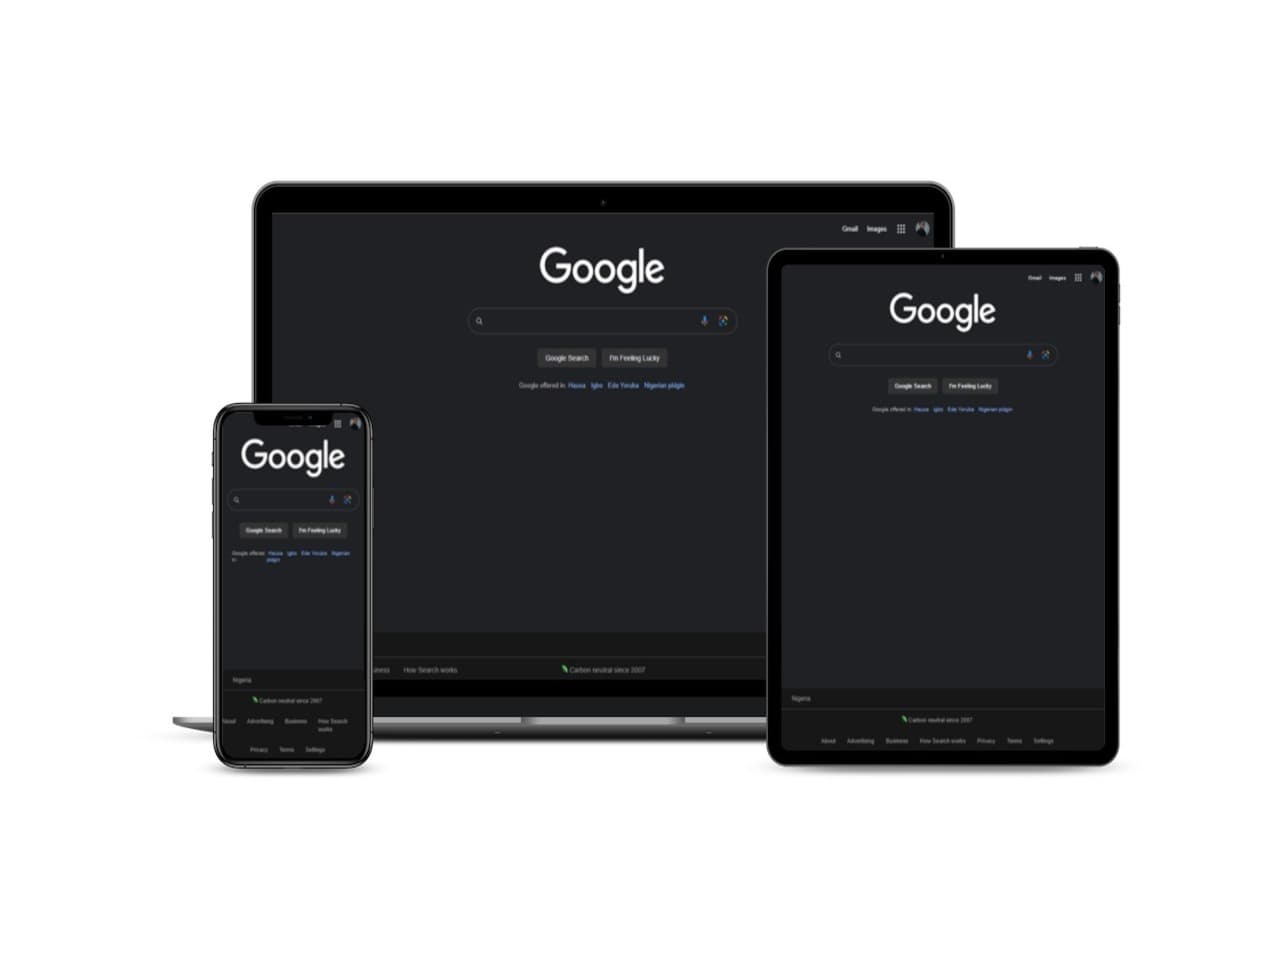 Gmail Images
Google
Google Search I'm Feeling Lucky
Google offered in: Hausa Igbo Ede Yoruba Nigerian pidgin
How Search works
Carbon neutral since 2007
Google
Google Search I'm Feeling Lucky
Google offered in: Hausa Igbo Ede Yoruba Nigerian
pidgin
Nigeria
Carbon neutral since 2007
About Advertising Business How Search
works
Privacy Terms Settings
Gmail Images
Google
Google Search I'm Feeling Lucky
Google offered in: Hausa Igbo Ede Yoruba Nigerian pidgin
Nigeria
Carbon neutral since 2007
About Advertising Business How Search works Privacy Terms Settings